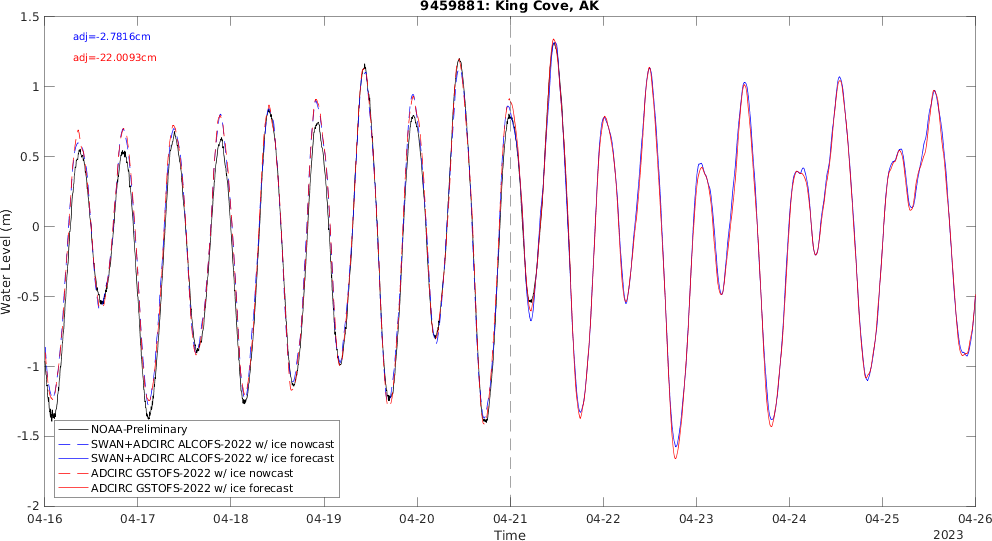 9459881: King Cove, AK
adj=-2.7816cm
adj=-22.0093cm
1.5
1
0.5
0
-0.5
-1
-1.5
-2
Water Level (m)
NOAA-Preliminary
SWAN+ADCIRC ALCOFS-2022 w/ ice nowcast
SWAN+ADCIRC ALCOFS-2022 w/ ice forecast
ADCIRC GSTOFS-2022 w/ ice nowcast
ADCIRC GSTOFS-2022 w/ ice forecast
04-16 04-17 04-18 04-19 04-20 04-21 04-22 04-23 04-24 04-25 04-26
Time
2023